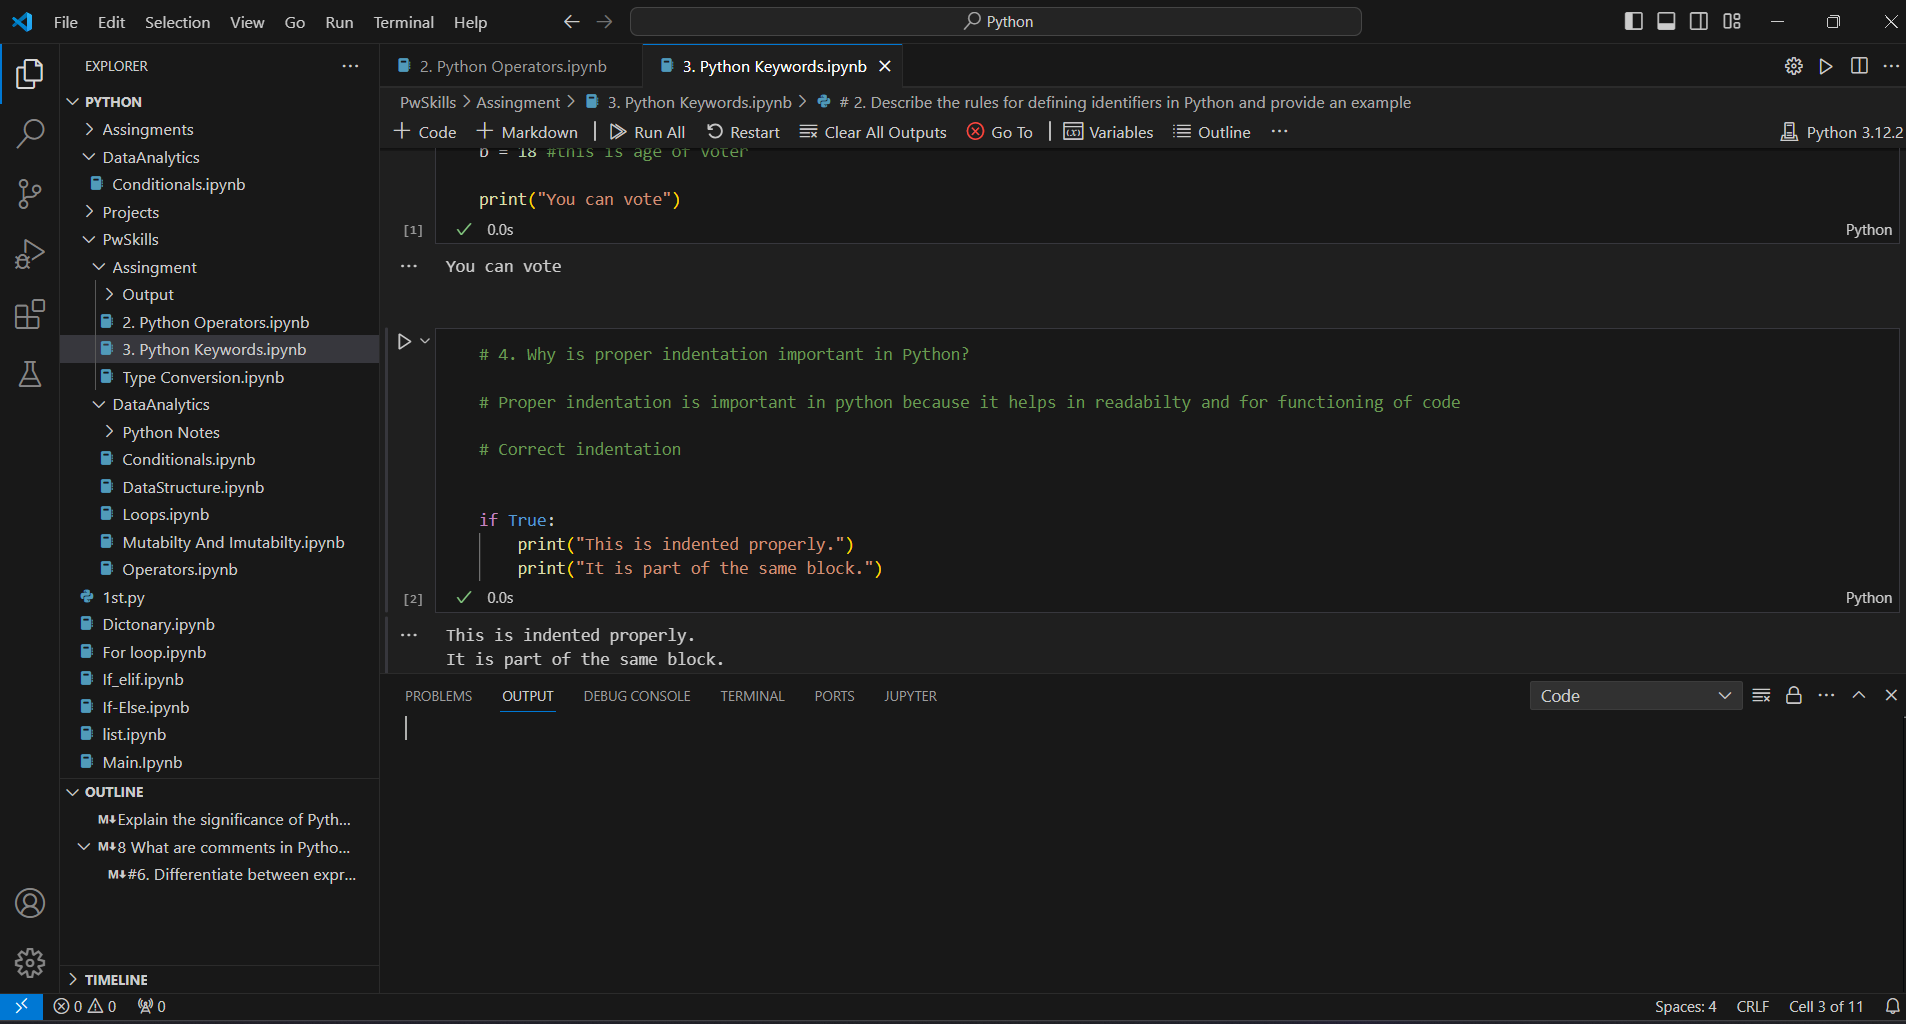 File Edit Selection View Go Run Terminal Help
Python
EXPLORER
PYTHON
Assingments
DataAnalytics
Conditionals.ipynb
Projects
PwSkills
Assingment
Output
2. Python Operators.ipynb
3. Python Keywords.ipynb
Type Conversion.ipynb
DataAnalytics
Python Notes
Conditionals.ipynb
DataStructure.ipynb
Loops.ipynb
Mutabilty And Imutabilty.ipynb
Operators.ipynb
1st.py
Dictonary.ipynb
For loop.ipynb
If_elif.ipynb
If-Else.ipynb
list.ipynb
Main.Ipynb
OUTLINE
M↓Explain the significance of Pyth...
M↓8 What are comments in Pytho...
M↓#6. Differentiate between expr...
TIMELINE
2. Python Operators.ipynb 3. Python Keywords.ipynb
PwSkills > Assingment > 3. Python Keywords.ipynb > # 2. Describe the rules for defining identifiers in Python and provide an example
+ Code + Markdown | Run All Restart Clear All Outputs Go To | Variables Outline ... Python 3.12.2
b = 18 #this is age of voter
print("You can vote")
[1] 0.0s Python
... You can vote
# 4. Why is proper indentation important in Python?
# Proper indentation is important in python because it helps in readabilty and for functioning of code
# Correct indentation
if True:
print("This is indented properly.")
print("It is part of the same block.")
[2] 0.0s Python
... This is indented properly.
It is part of the same block.
PROBLEMS OUTPUT DEBUG CONSOLE TERMINAL PORTS JUPYTER Code
0 0 0 Spaces: 4 CRLF Cell 3 of 11